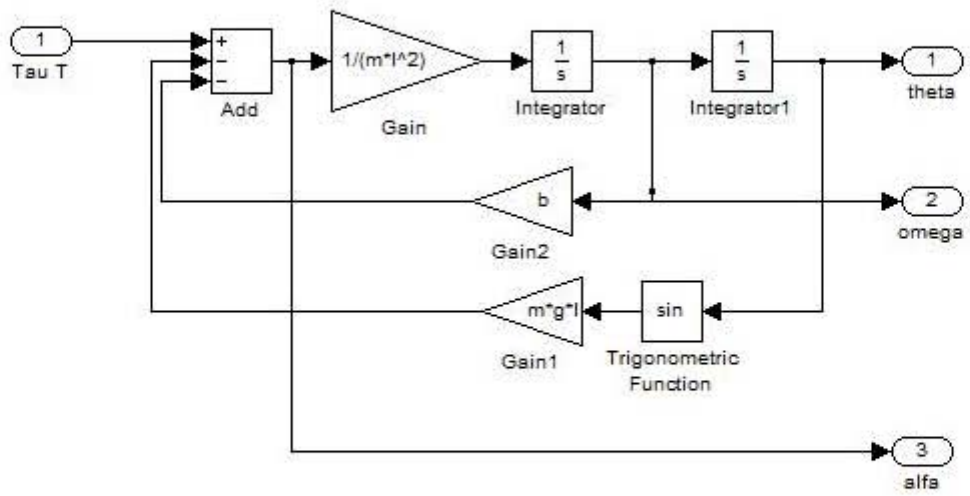 1
Tau T
+
−
−
Add
1/(m*l^2)
Gain
1
s
Integrator
1
s
Integrator1
1
theta
b
Gain2
2
omega
m*g*l
Gain1
sin
Trigonometric
Function
3
alfa